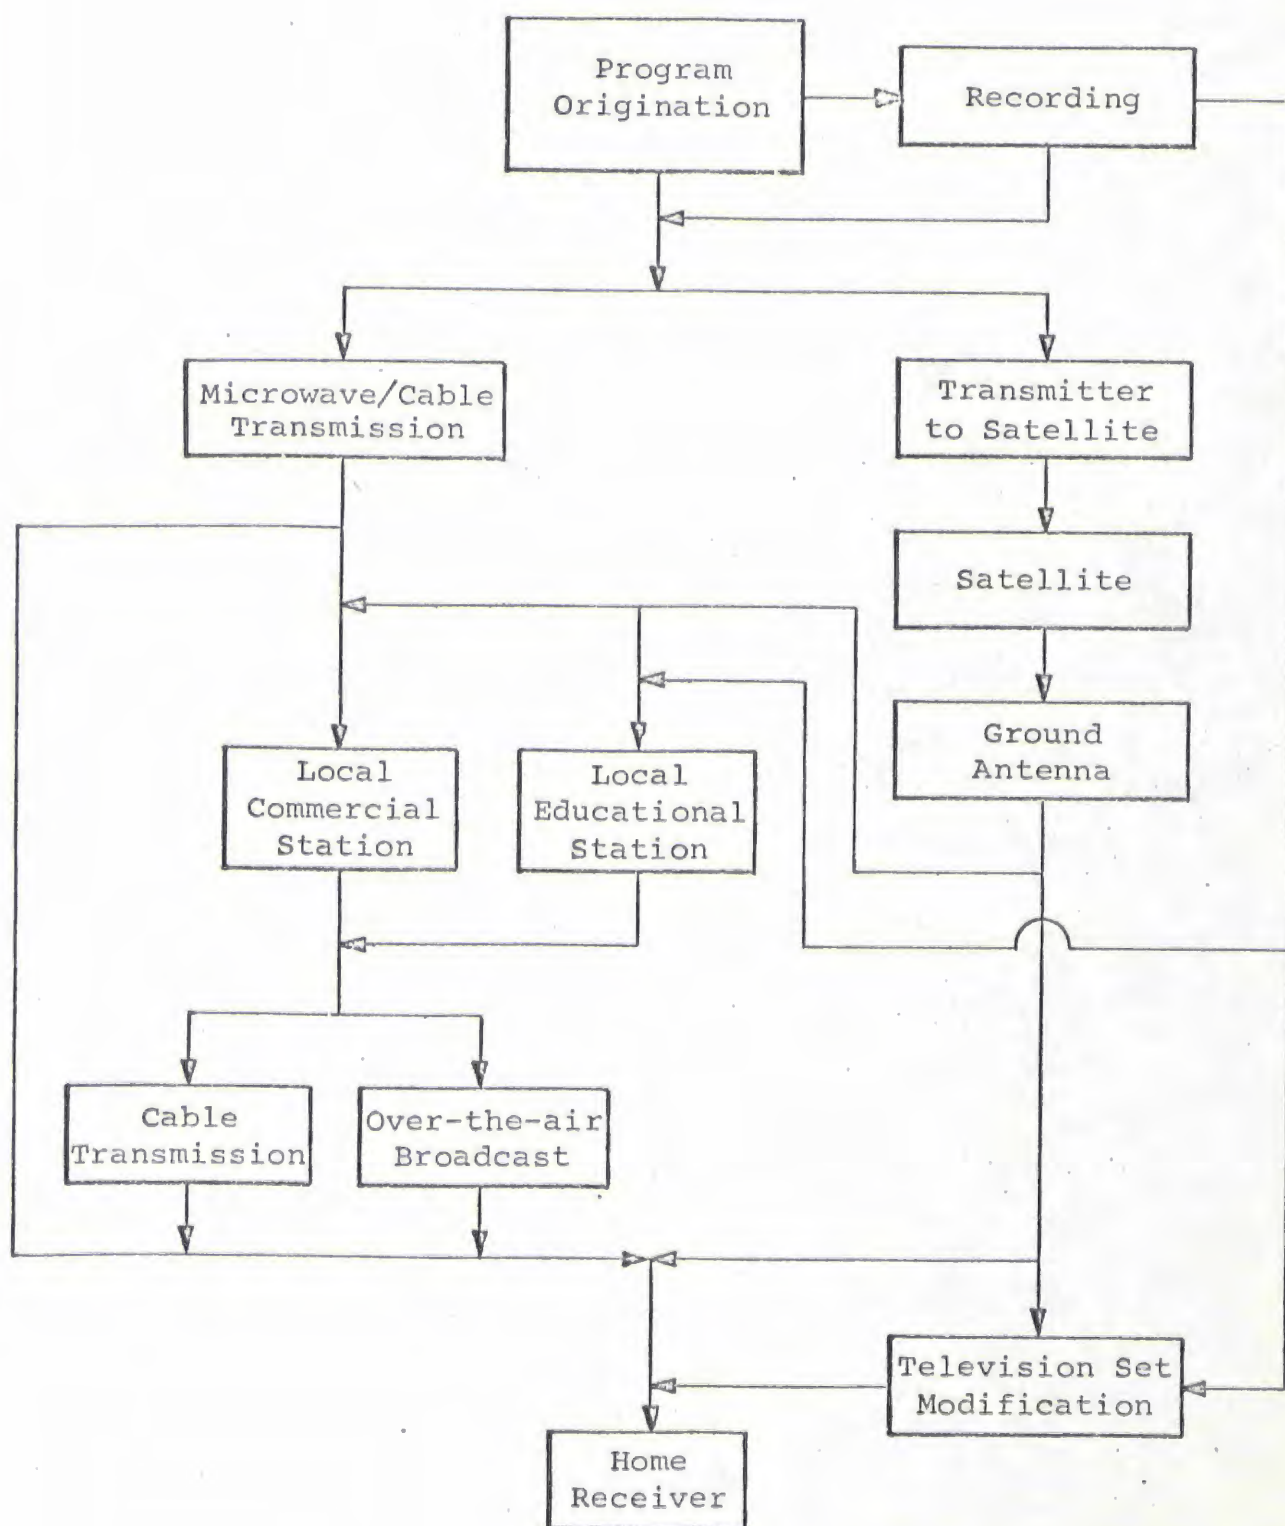 Program
Origination
Recording
Microwave/Cable
Transmission
Transmitter
to Satellite
Satellite
Ground
Antenna
Local
Commercial
Station
Local
Educational
Station
Cable
Transmission
Over-the-air
Broadcast
Television Set
Modification
Home
Receiver